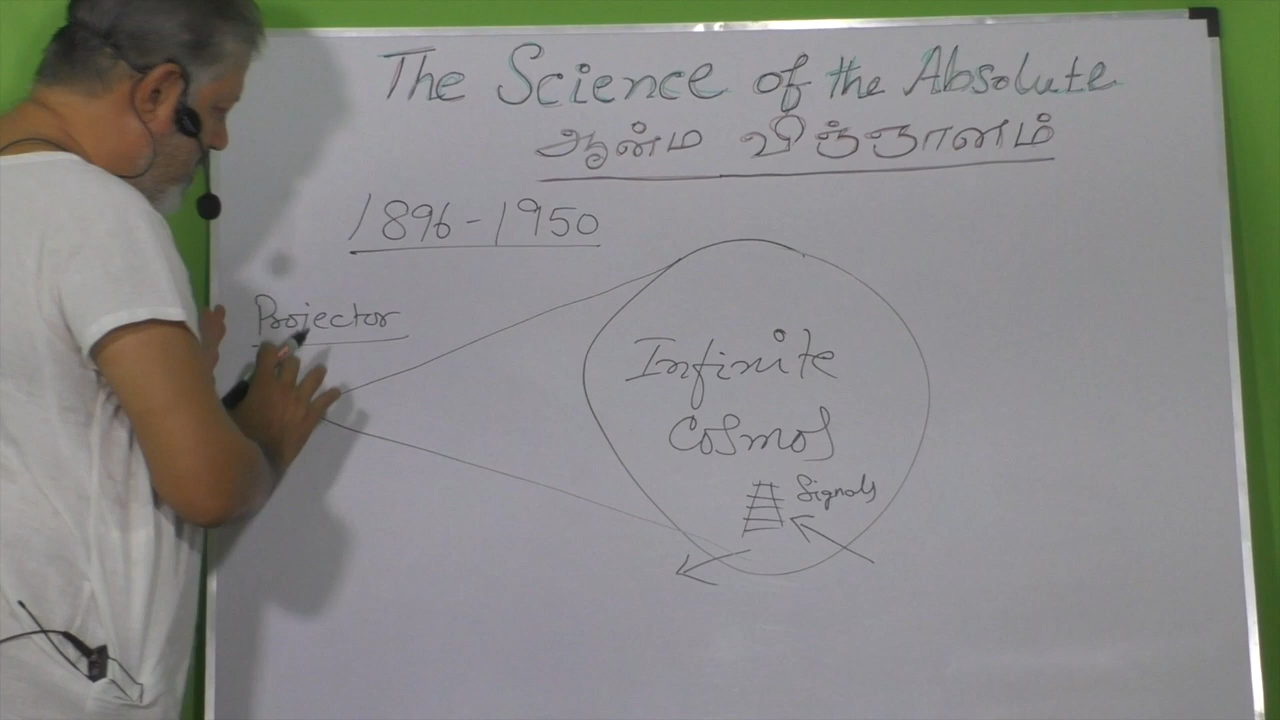 The Science of the Absolute
ஆன்ம விஞ்ஞானம்
1896-1950
Projector
Infinite
Cosmos
Signals